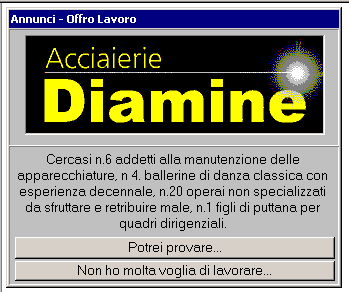 Annunci - Offro Lavoro
Acciaierie
Diamine
Cercasi n.6 addetti alla manutenzione delle
apparecchiature, n 4. ballerine di danza classica con
esperienza decennale, n.20 operai non specializzati
da sfruttare e retribuire male, n.1 figli di puttana per
quadri dirigenziali.
Potrei provare...
Non ho molta voglia di lavorare...